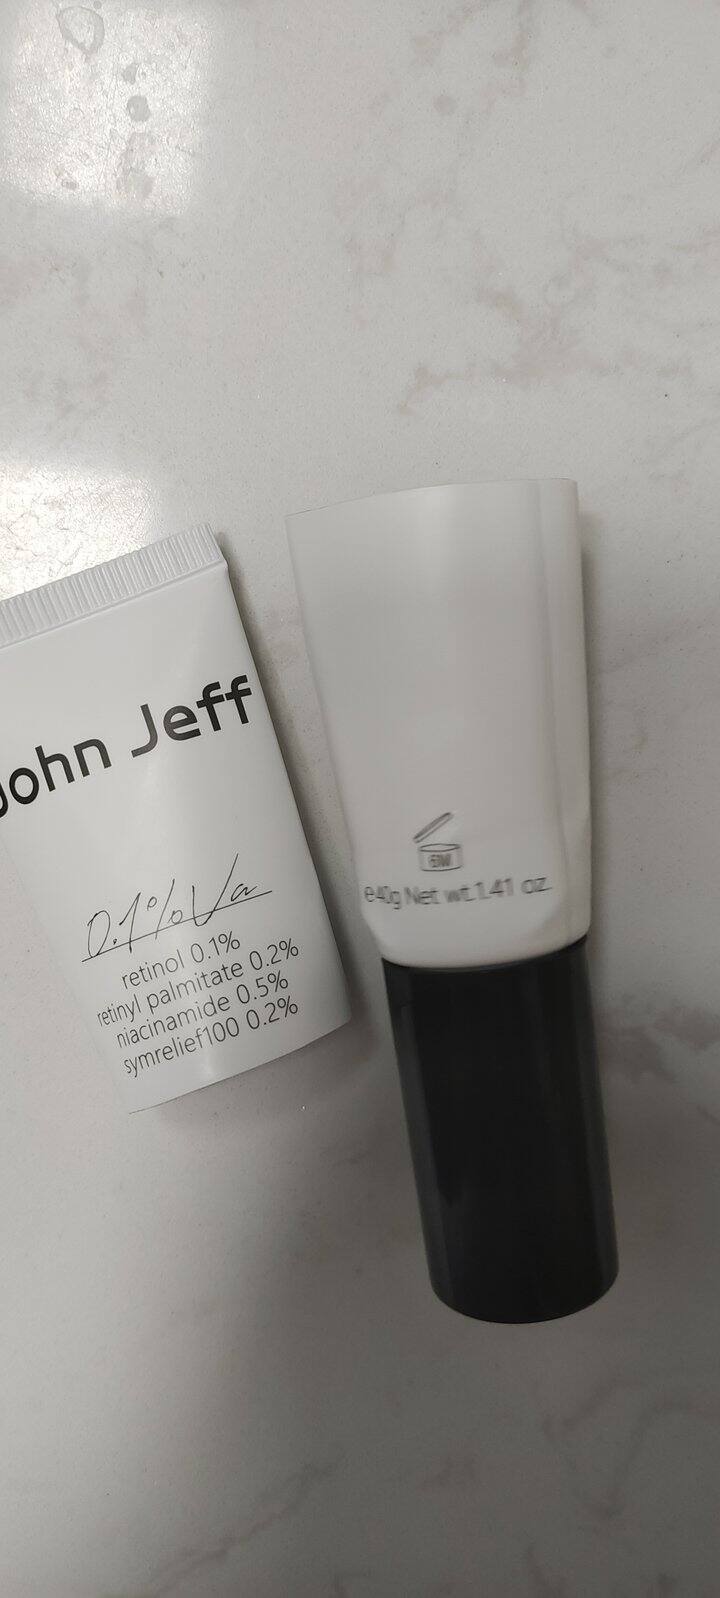 John Jeff
0.1% Va
retinol 0.1%
retinyl palmitate 0.2%
niacinamide 0.5%
symrelief100 0.2%
6M
e40g Net wt.1.41 oz.